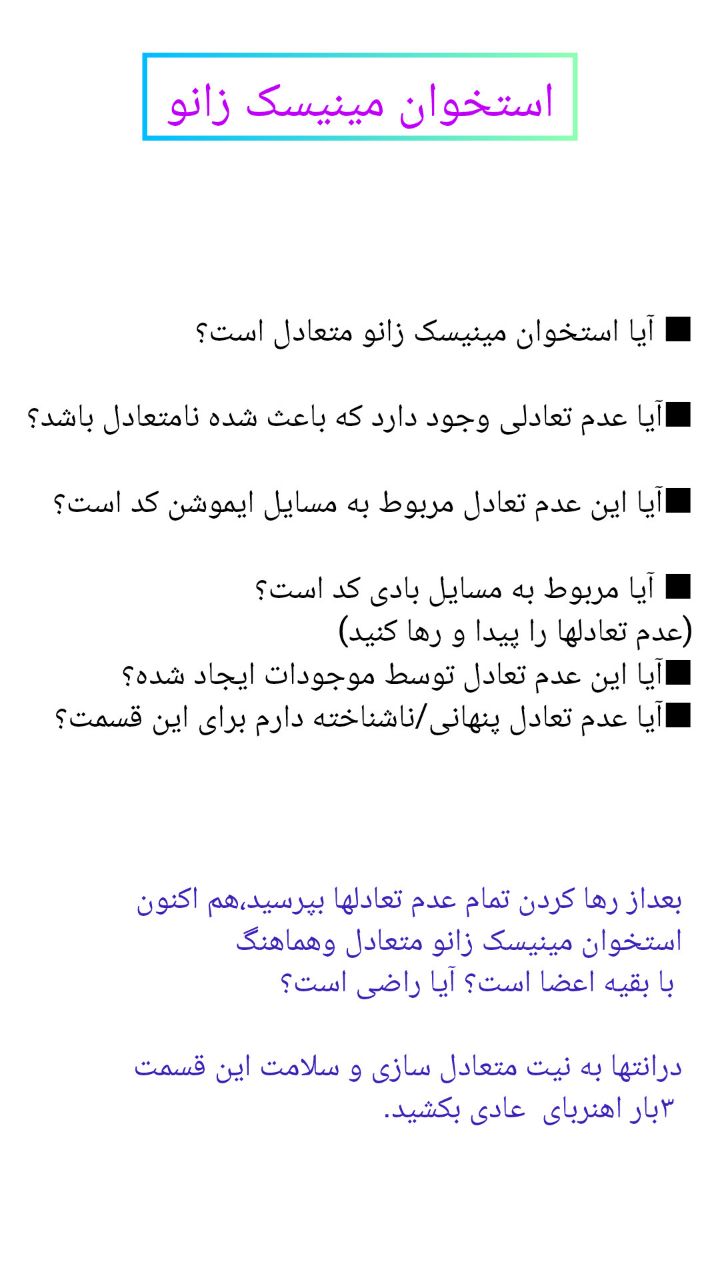 استخوان مینیسک زانو
■ آیا استخوان مینیسک زانو متعادل است؟
■آیا عدم تعادلی وجود دارد که باعث شده نامتعادل باشد؟
■آیا این عدم تعادل مربوط به مسایل ایموشن کد است؟
■ آیا مربوط به مسایل بادی کد است؟
(عدم تعادلها را پیدا و رها کنید)
■آیا این عدم تعادل توسط موجودات ایجاد شده؟
■آیا عدم تعادل پنهانی/ناشناخته دارم برای این قسمت؟
بعداز رها کردن تمام عدم تعادلها بپرسید،هم اکنون
استخوان مینیسک زانو متعادل وهماهنگ
با بقیه اعضا است؟ آیا راضی است؟
درانتها به نیت متعادل سازی و سلامت این قسمت
۳بار اهنربای عادی بکشید.